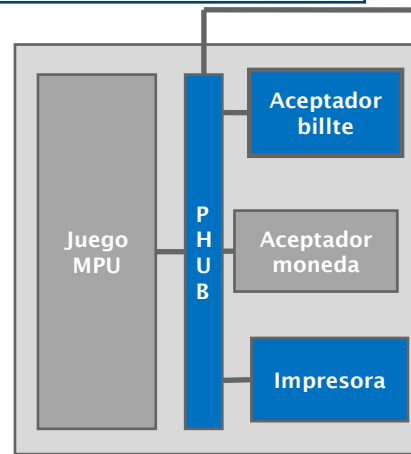 Aceptador
billte
Juego
MPU
P
H
U
B
Aceptador
moneda
Impresora